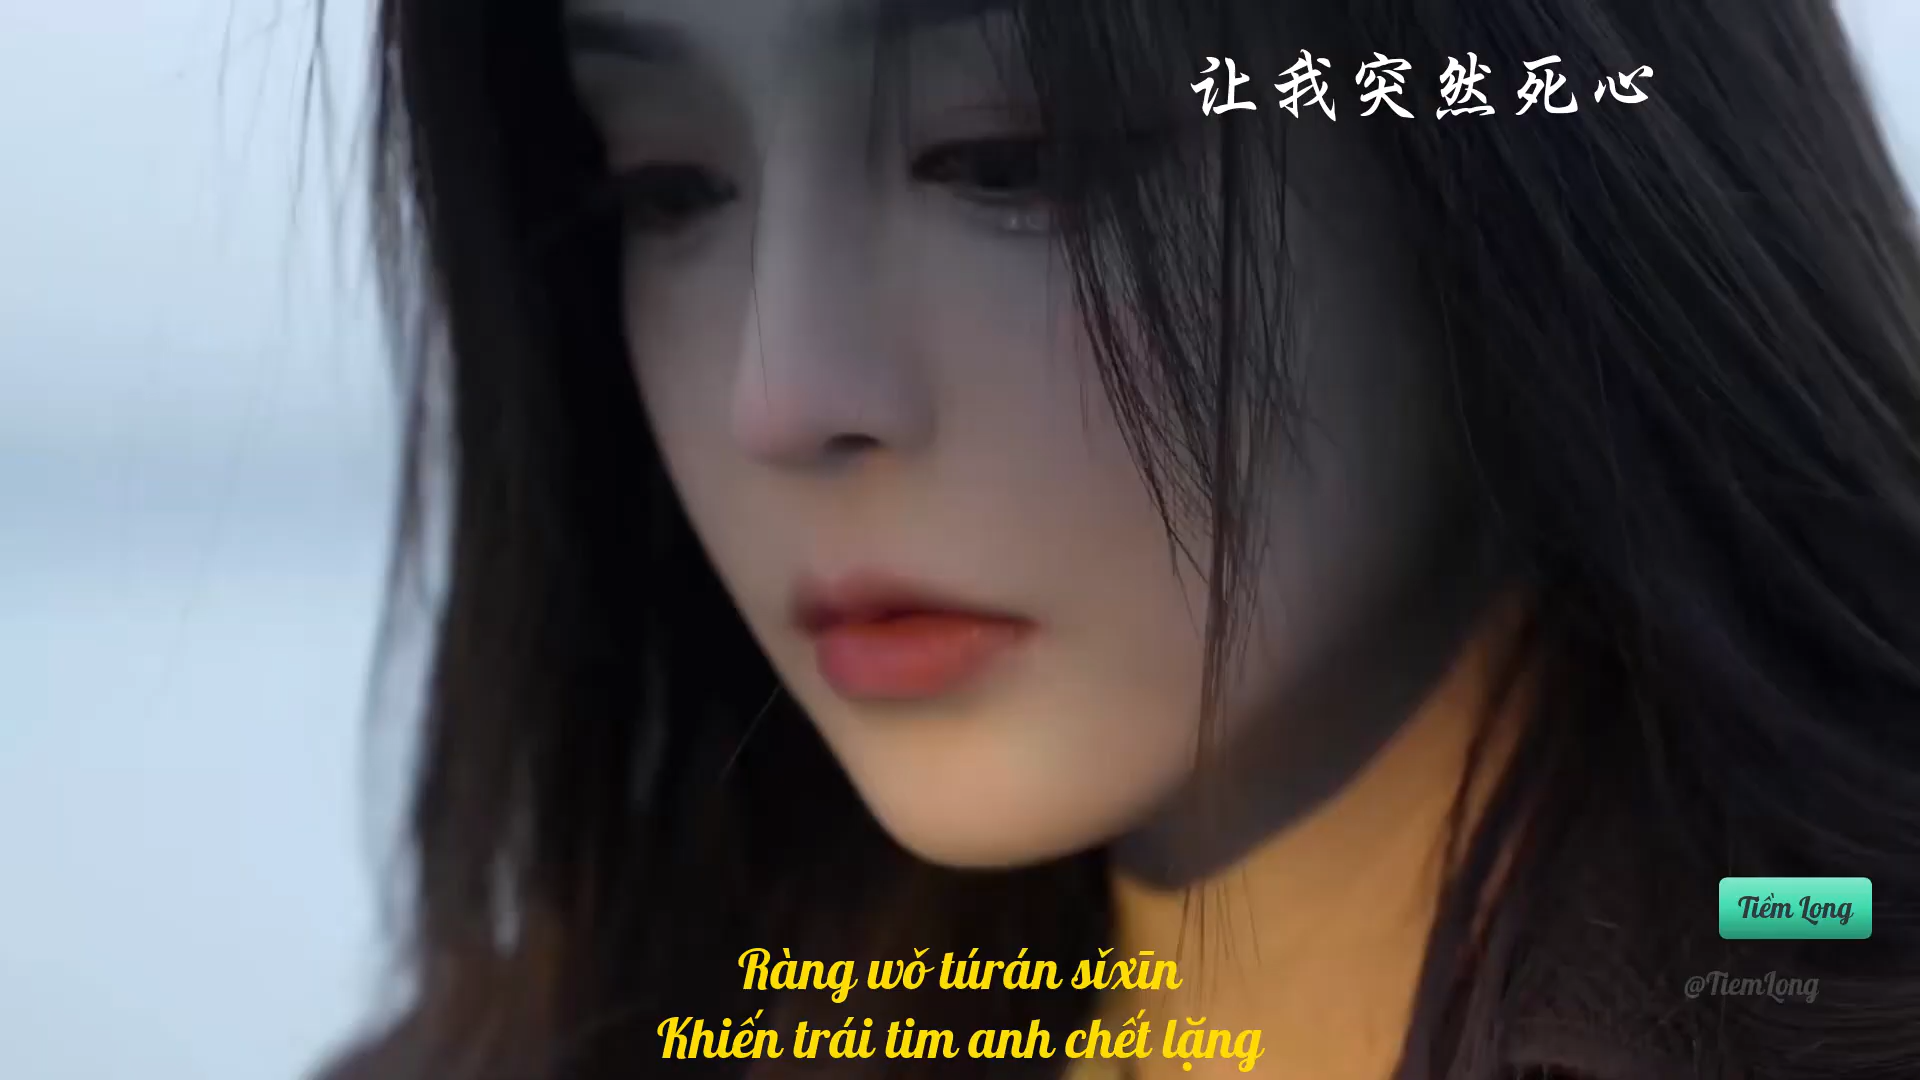 让我突然死心
Tiềm Long
@TiemLong
Ràng wǒ túrán sǐxīn
Khiến trái tim anh chết lặng